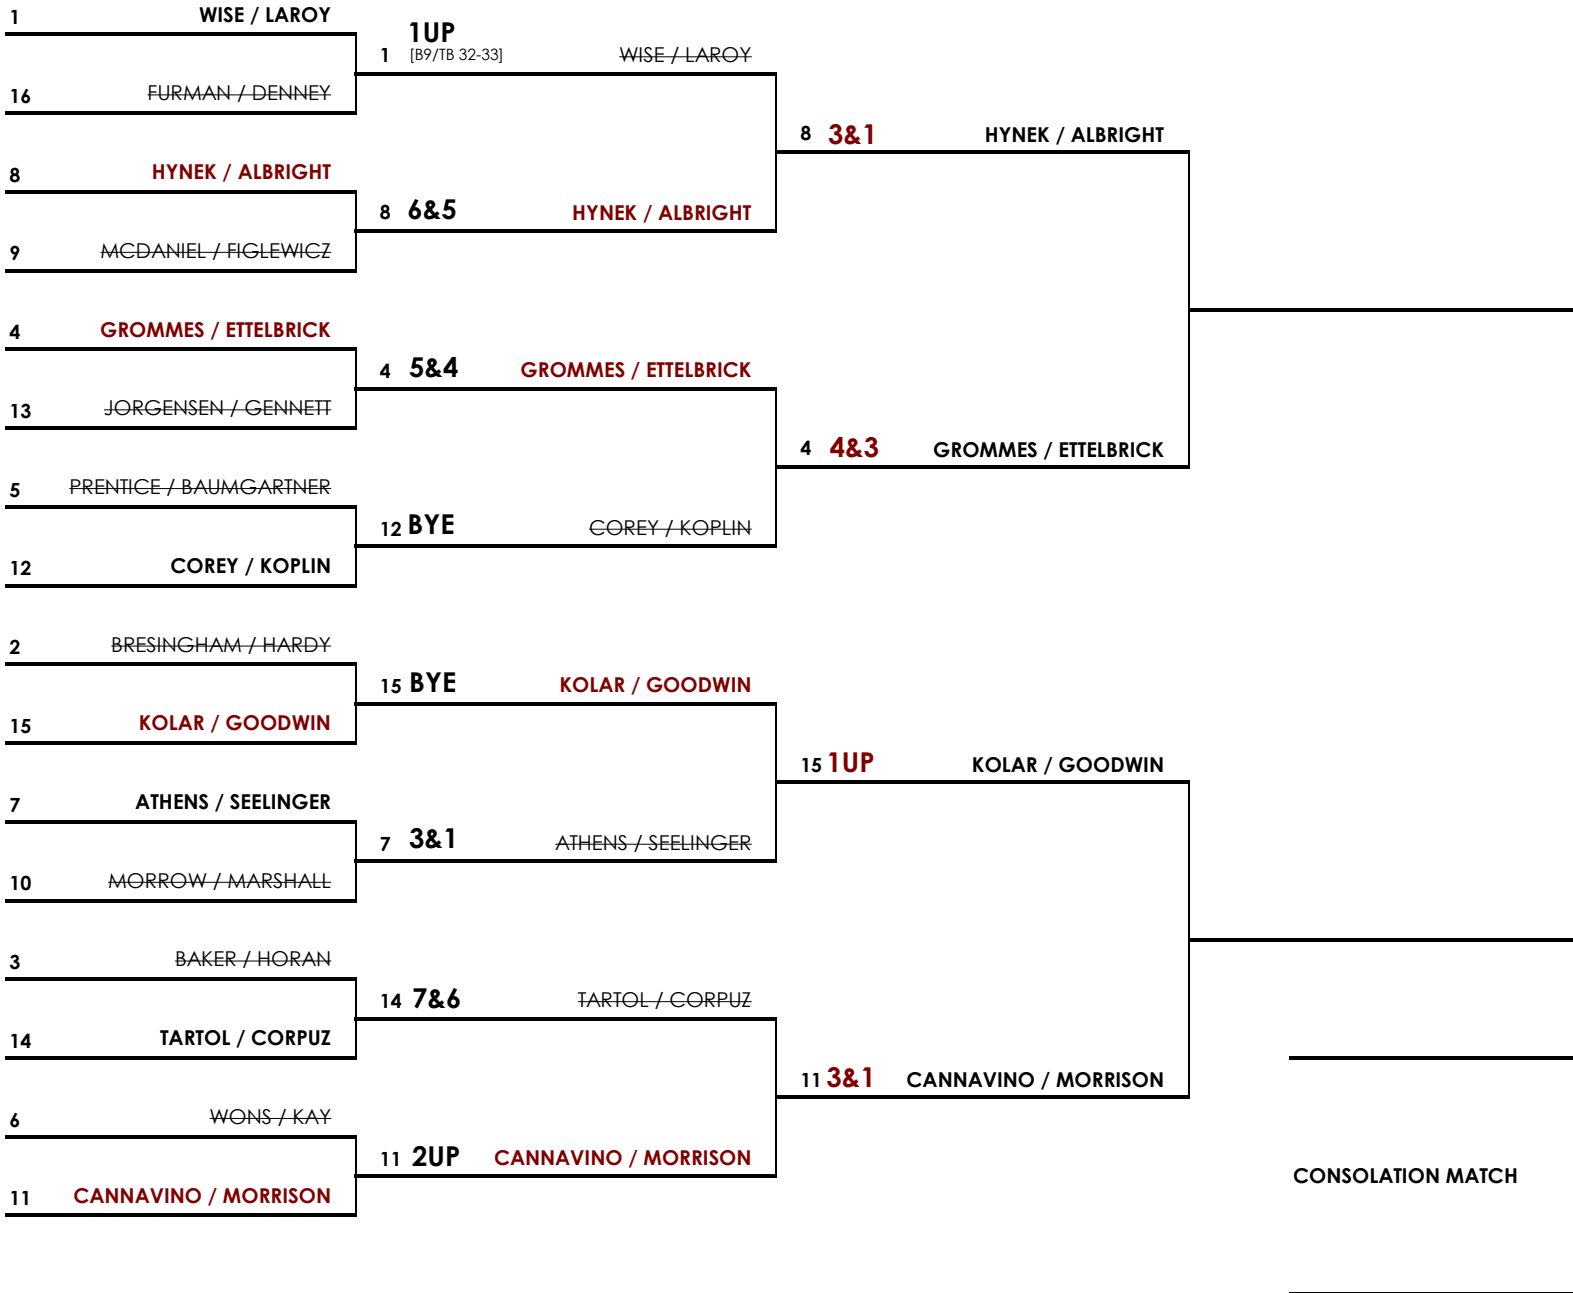 1 WISE / LAROY
16 FURMAN / DENNEY
8 HYNEK / ALBRIGHT
9 MCDANIEL / FIGLEWICZ
4 GROMMES / ETTELBRICK
13 JORGENSEN / GENNETT
5 PRENTICE / BAUMGARTNER
12 COREY / KOPLIN
2 BRESINGHAM / HARDY
15 KOLAR / GOODWIN
7 ATHENS / SEELINGER
10 MORROW / MARSHALL
3 BAKER / HORAN
14 TARTOL / CORPUZ
6 WONS / KAY
11 CANNAVINO / MORRISON
1UP
1 [B9/TB 32-33] WISE / LAROY
8 6&5 HYNEK / ALBRIGHT
4 5&4 GROMMES / ETTELBRICK
12 BYE COREY / KOPLIN
15 BYE KOLAR / GOODWIN
7 3&1 ATHENS / SEELINGER
14 7&6 TARTOL / CORPUZ
11 2UP CANNAVINO / MORRISON
8 3&1 HYNEK / ALBRIGHT
4 4&3 GROMMES / ETTELBRICK
15 1UP KOLAR / GOODWIN
11 3&1 CANNAVINO / MORRISON
CONSOLATION MATCH